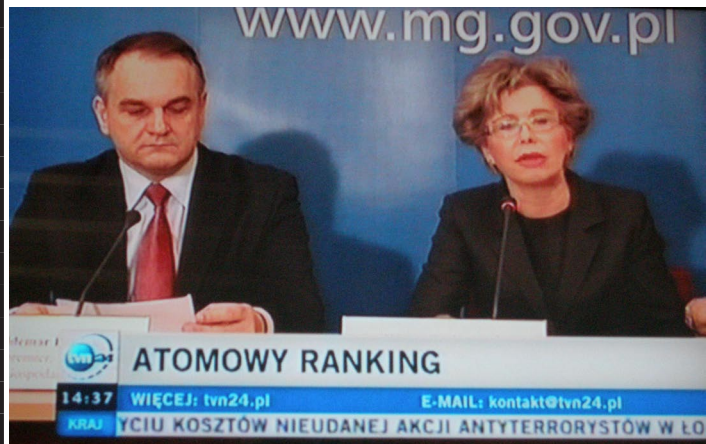 www.mg.gov.pl
tvn24
ATOMOWY RANKING
14:37 WIĘCEJ: tvn24.pl E-MAIL: kontakt@tvn24.pl
KRAJ YCIU KOSZTÓW NIEUDANEJ AKCJI ANTYTERRORYSTÓW W ŁO